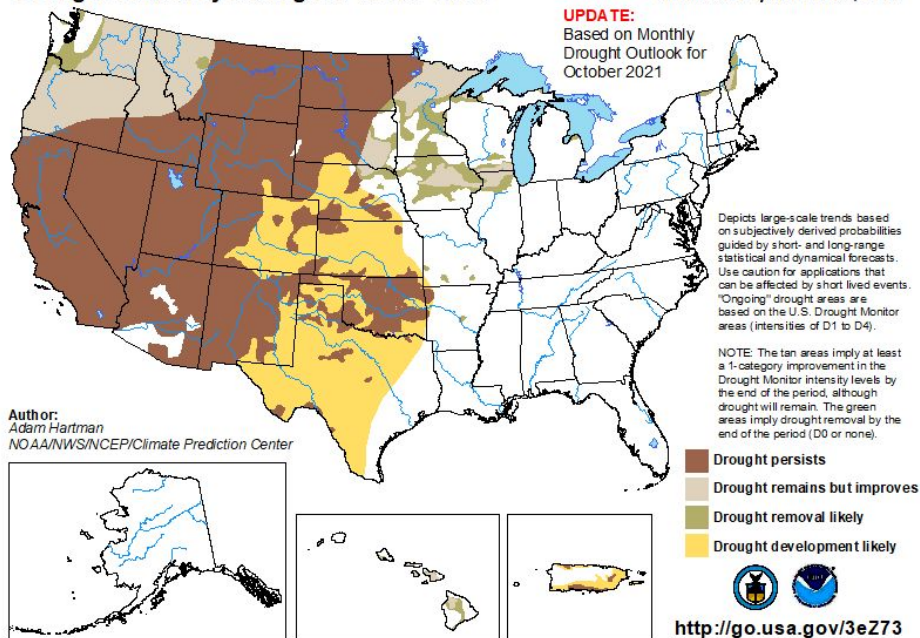 UPDATE:
Based on Monthly
Drought Outlook for
October 2021
Depicts large-scale trends based
on subjectively derived probabilities
guided by short- and long-range
statistical and dynamical forecasts.
Use caution for applications that
can be affected by short lived events.
"Ongoing" drought areas are
based on the U.S. Drought Monitor
areas (intensities of D1 to D4).
NOTE: The tan areas imply at least
a 1-category improvement in the
Drought Monitor intensity levels by
the end of the period, although
drought will remain. The green
areas imply drought removal by the
end of the period (D0 or none).
Author:
Adam Hartman
NOAA/NWS/NCEP/Climate Prediction Center
Drought persists
Drought remains but improves
Drought removal likely
Drought development likely
http://go.usa.gov/3eZ73